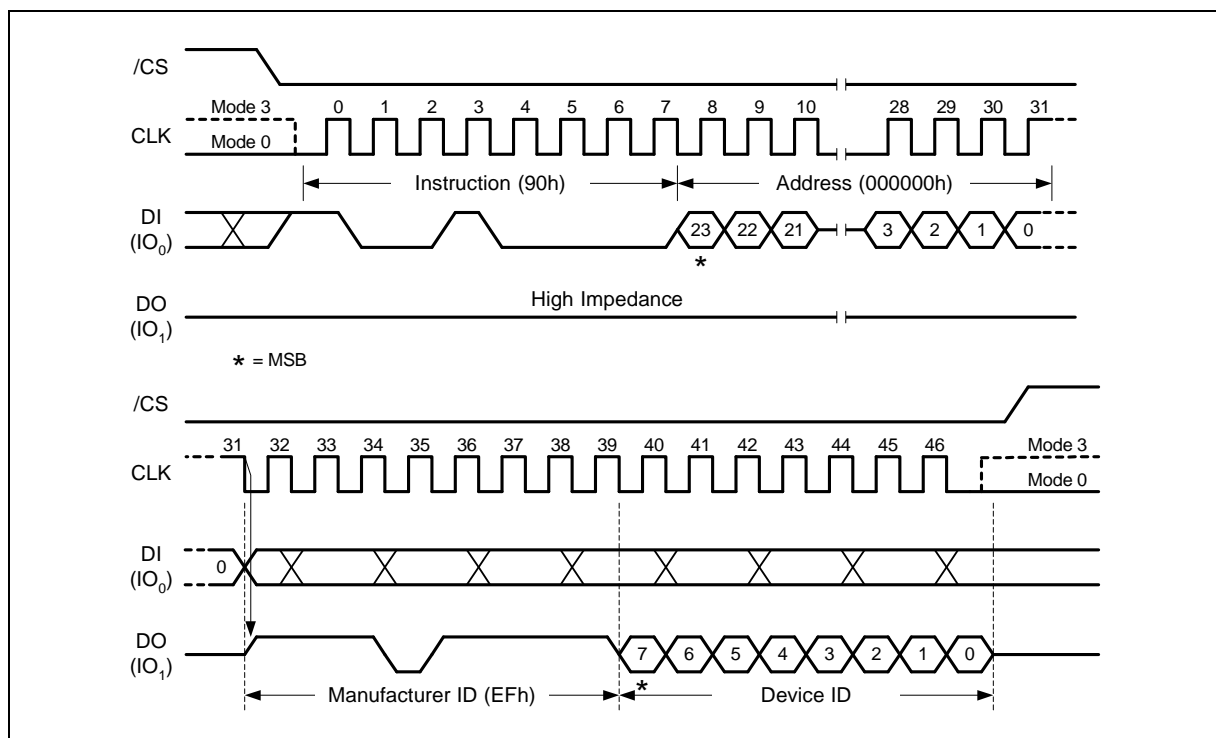 /CS
Mode 3 0 1 2 3 4 5 6 7 8 9 10 28 29 30 31
CLK
Mode 0
Instruction (90h) Address (000000h)
DI
(IO0) 23 22 21 3 2 1 0
*
High Impedance
DO
(IO1)
* = MSB
/CS
31 32 33 34 35 36 37 38 39 40 41 42 43 44 45 46 Mode 3
CLK
Mode 0
DI
(IO0) 0
DO
(IO1) 7 6 5 4 3 2 1 0
*
Manufacturer ID (EFh) Device ID